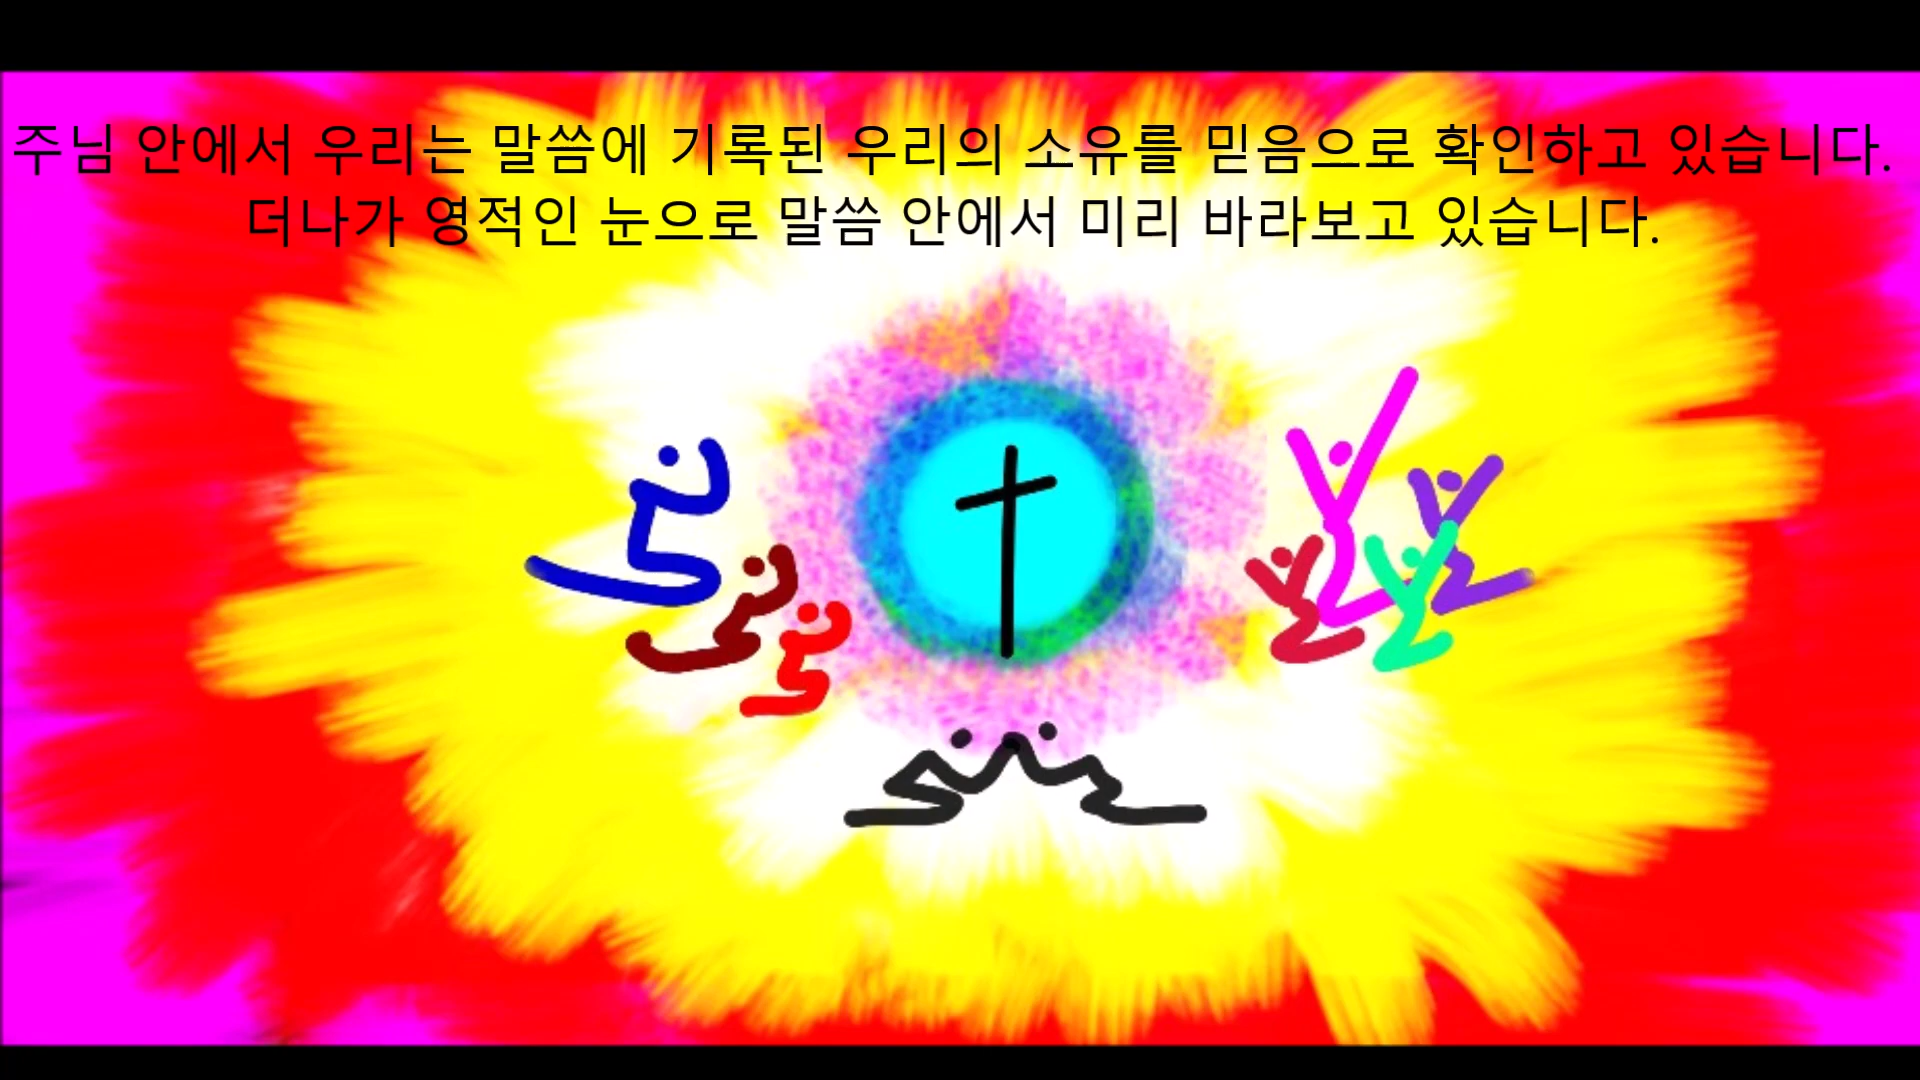 주님 안에서 우리는 말씀에 기록된 우리의 소유를 믿음으로 확인하고 있습니다.
더나가 영적인 눈으로 말씀 안에서 미리 바라보고 있습니다.